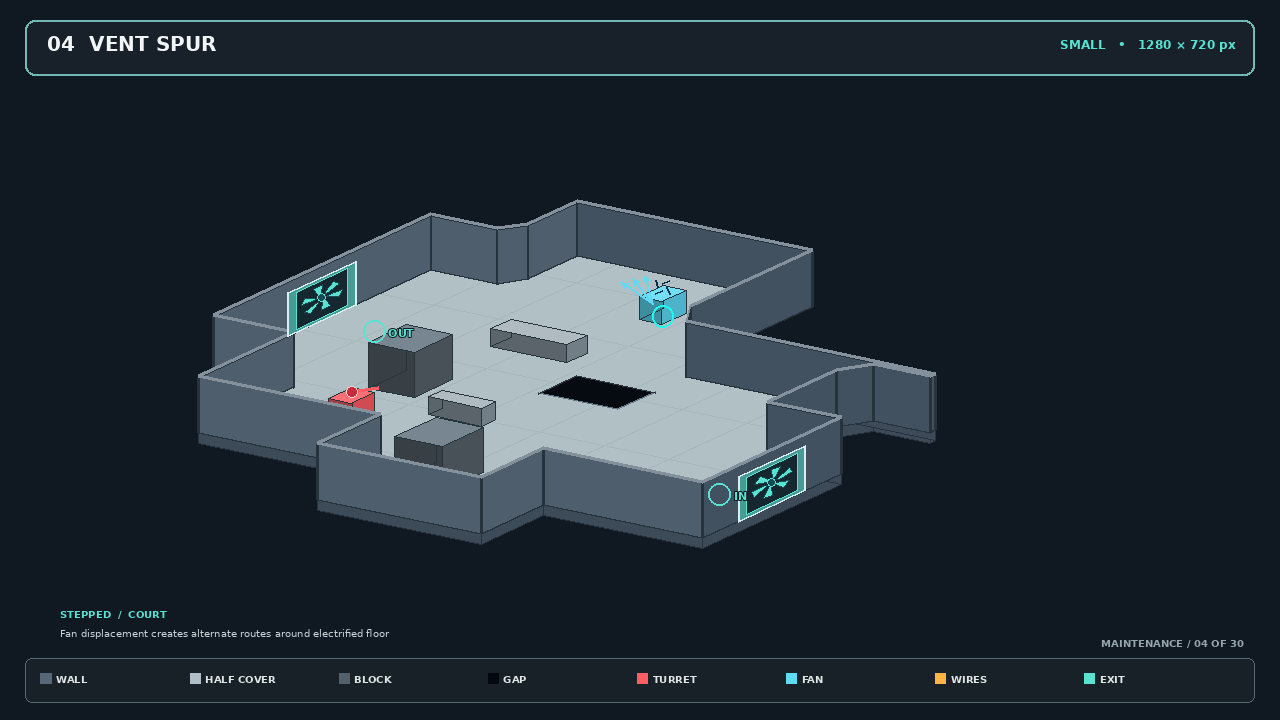 04 VENT SPUR
SMALL • 1280 × 720 px
OUT
IN
STEPPED / COURT
Fan displacement creates alternate routes around electrified floor
MAINTENANCE / 04 OF 30
WALL HALF COVER BLOCK GAP TURRET FAN WIRES EXIT